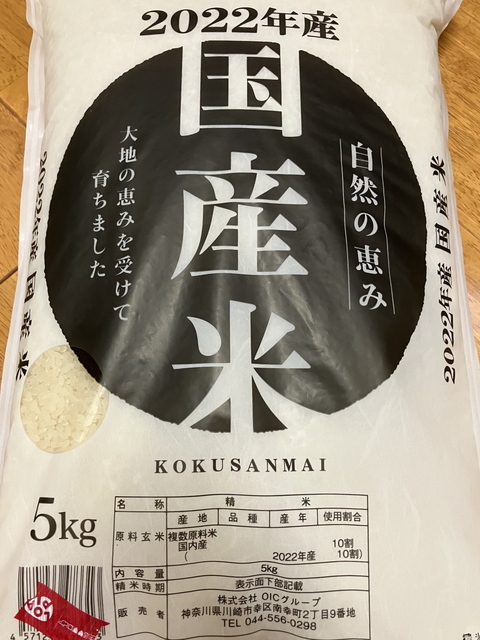 2022年産
国産米
自然の恵み
大地の恵みを受けて
育ちました
2022年産 国産米
2022年産 国産米
KOKUSANMAI
5kg
名称 精米
原料玄米 産地 品種 産年 使用割合
複数原料米 10割
国内産
( 2022年産 10割)
内容量 5kg
精米時期 表示面下部記載
販売者 株式会社 OICグループ
神奈川県川崎市幸区南幸町2丁目9番地
TEL 044-556-0298